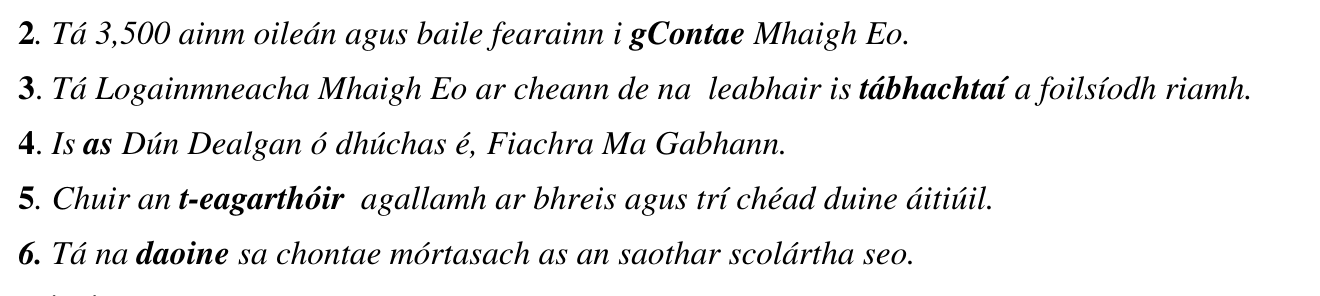 2. Tá 3,500 ainm oileán agus baile fearainn i gContae Mhaigh Eo.
3. Tá Logainmneacha Mhaigh Eo ar cheann de na leabhair is tábhachtaí a foilsíodh riamh.
4. Is as Dún Dealgan ó dhúchas é, Fiachra Ma Gabhann.
5. Chuir an t-eagarthóir agallamh ar bhreis agus trí chéad duine áitiúil.
6. Tá na daoine sa chontae mórtasach as an saothar scolártha seo.